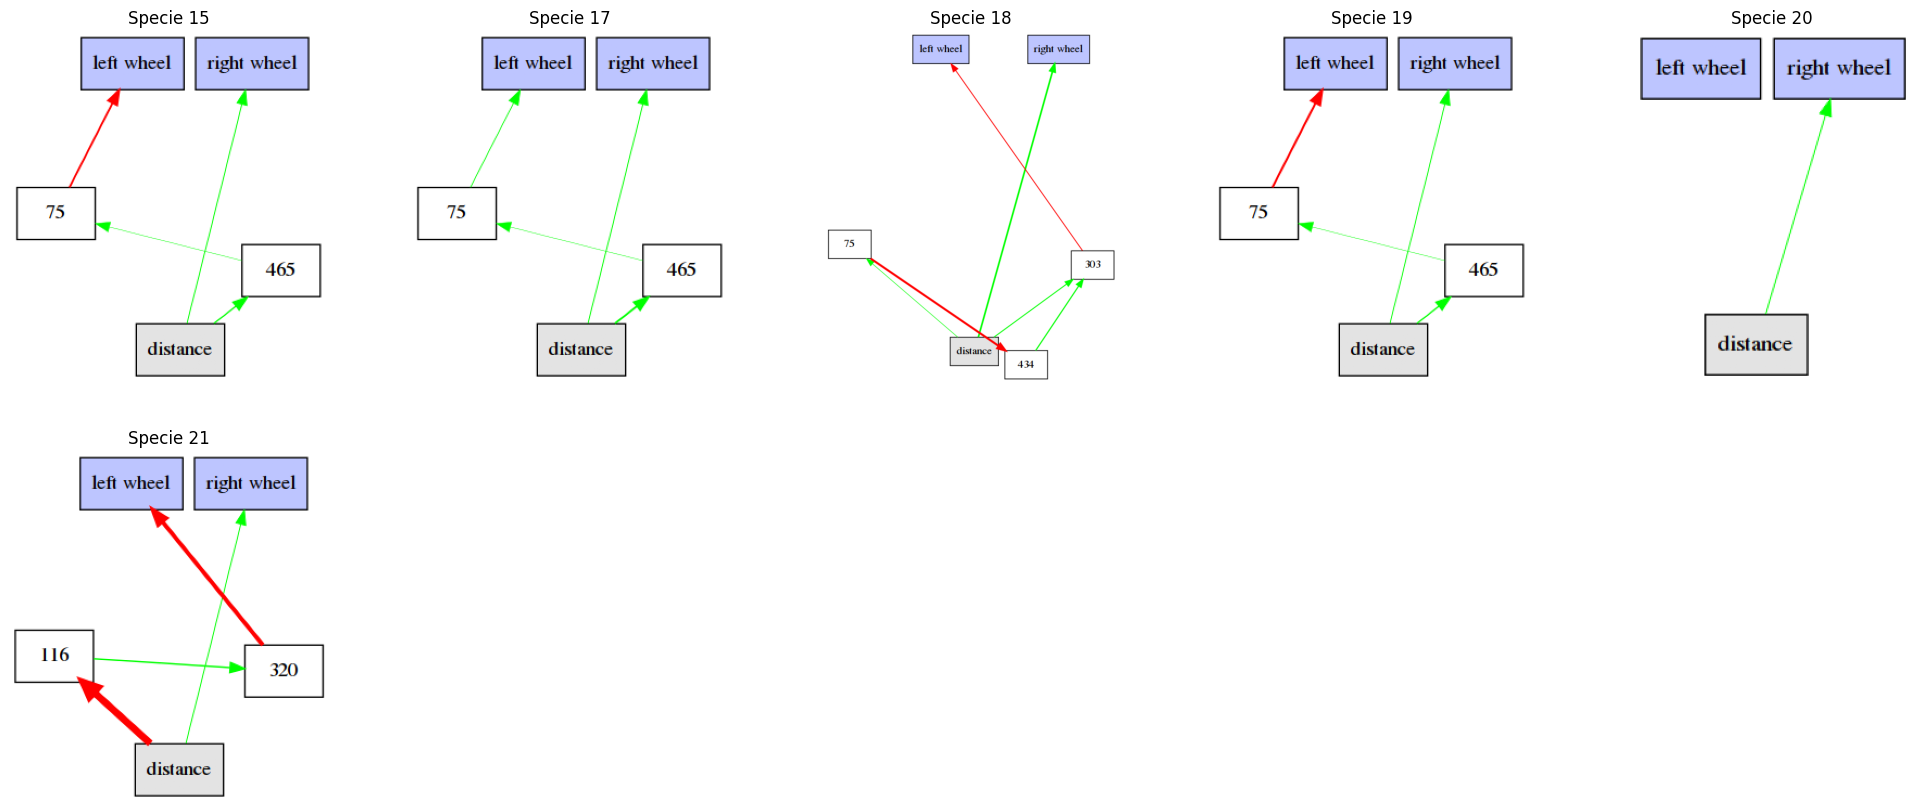 Specie 15
left wheel
right wheel
75
465
distance
Specie 17
left wheel
right wheel
75
465
distance
Specie 18
left wheel
right wheel
75
303
distance
434
Specie 19
left wheel
right wheel
75
465
distance
Specie 20
left wheel
right wheel
distance
Specie 21
left wheel
right wheel
116
320
distance